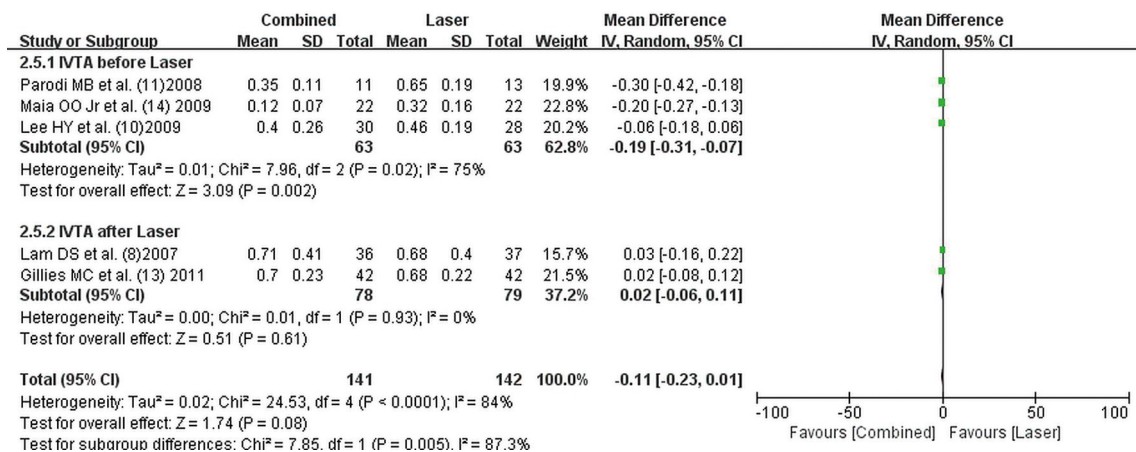 Combined Laser Mean Difference Mean Difference
Study or Subgroup Mean SD Total Mean SD Total Weight IV, Random, 95% CI IV, Random, 95% CI
2.5.1 IVTA before Laser
Parodi MB et al. (11)2008 0.35 0.11 11 0.65 0.19 13 19.9% -0.30 [-0.42, -0.18]
Maia OO Jr et al. (14) 2009 0.12 0.07 22 0.32 0.16 22 22.8% -0.20 [-0.27, -0.13]
Lee HY et al. (10)2009 0.4 0.26 30 0.46 0.19 28 20.2% -0.06 [-0.18, 0.06]
Subtotal (95% CI) 63 63 62.8% -0.19 [-0.31, -0.07]
Heterogeneity: Tau² = 0.01; Chi² = 7.96, df = 2 (P = 0.02); I² = 75%
Test for overall effect: Z = 3.09 (P = 0.002)
2.5.2 IVTA after Laser
Lam DS et al. (8)2007 0.71 0.41 36 0.68 0.4 37 15.7% 0.03 [-0.16, 0.22]
Gillies MC et al. (13) 2011 0.7 0.23 42 0.68 0.22 42 21.5% 0.02 [-0.08, 0.12]
Subtotal (95% CI) 78 79 37.2% 0.02 [-0.06, 0.11]
Heterogeneity: Tau² = 0.00; Chi² = 0.01, df = 1 (P = 0.93); I² = 0%
Test for overall effect: Z = 0.51 (P = 0.61)
Total (95% CI) 141 142 100.0% -0.11 [-0.23, 0.01]
Heterogeneity: Tau² = 0.02; Chi² = 24.53, df = 4 (P < 0.0001); I² = 84%
Test for overall effect: Z = 1.74 (P = 0.08)
Test for subgroup differences: Chi² = 7.85, df = 1 (P = 0.005), I² = 87.3%
-100 -50 0 50 100
Favours [Combined] Favours [Laser]